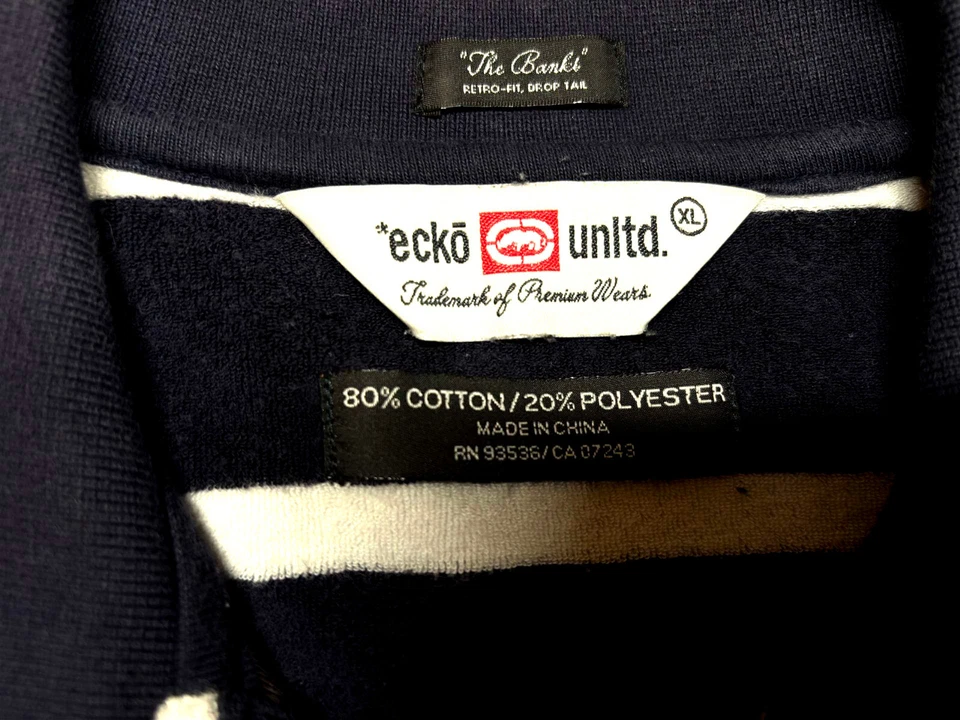 "The Banks"
RETRO-FIT, DROP TAIL
*eckō unltd. XL
Trademark of Premium Wears.
80% COTTON/20% POLYESTER
MADE IN CHINA
RN 93536/CA 07243